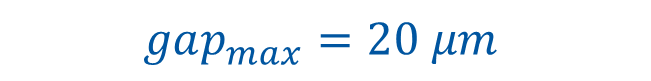 gap_max = 20 μm